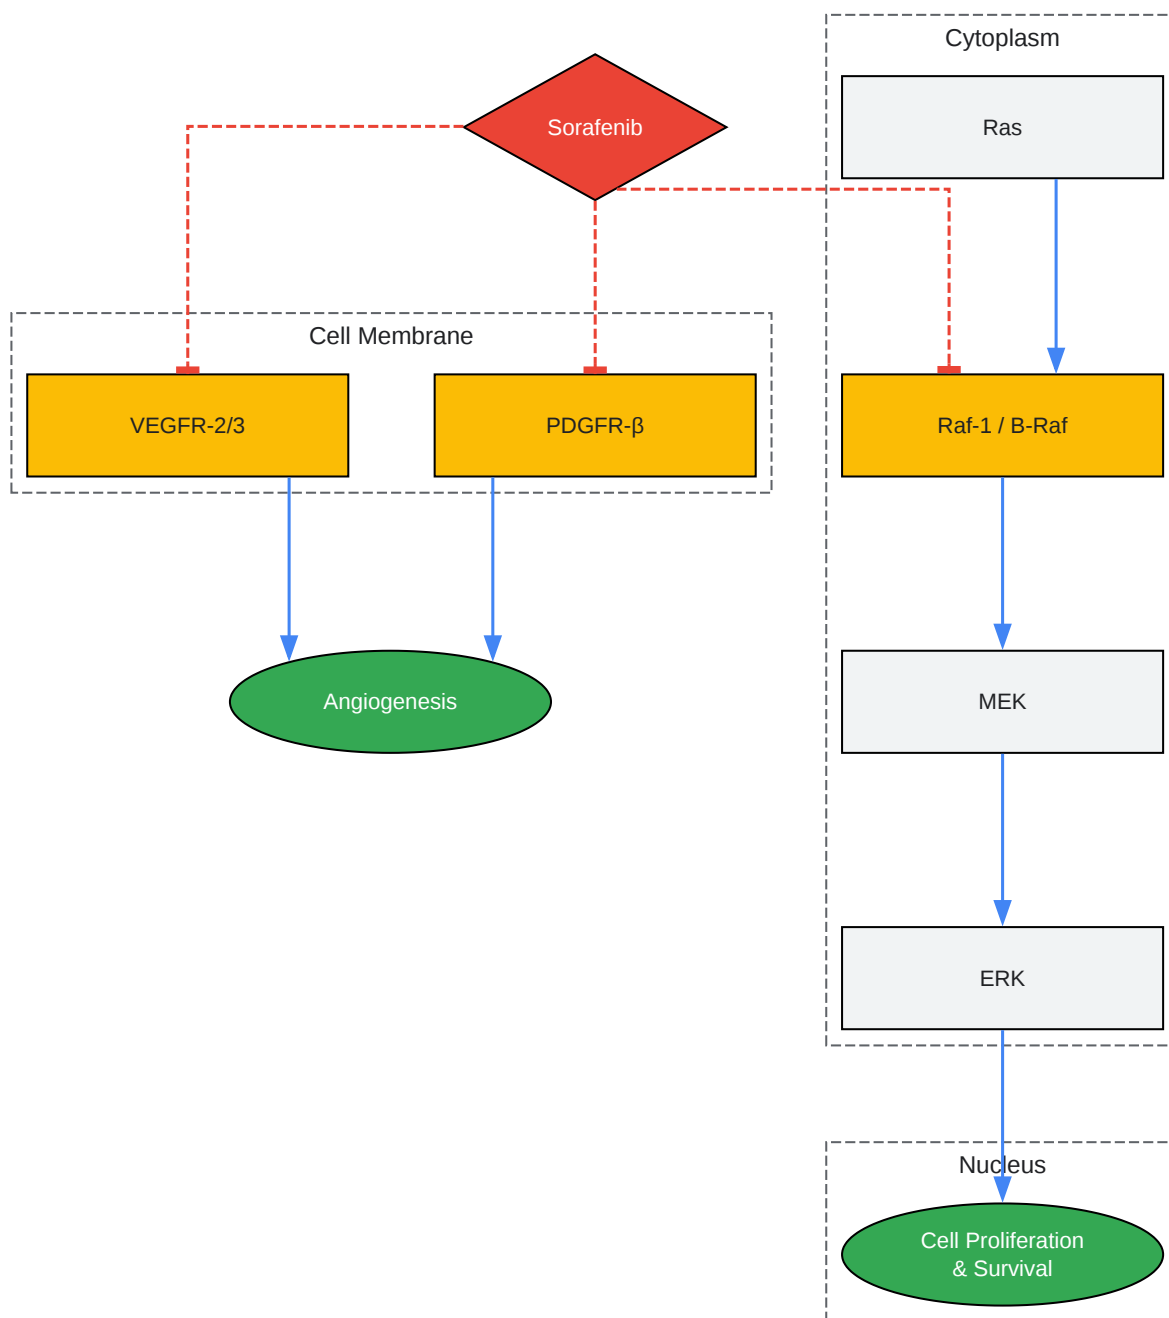 Cytoplasm
Sorafenib
Ras
Cell Membrane
VEGFR-2/3
PDGFR-β
Raf-1 / B-Raf
Angiogenesis
MEK
ERK
Nucleus
Cell Proliferation
& Survival